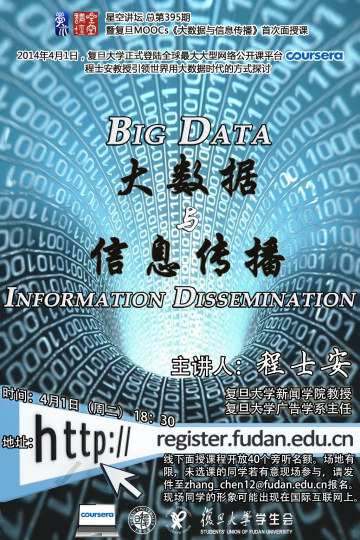 星空讲坛 总第395期
暨复旦MOOCs《大数据与信息传播》首次面授课
2014年4月1日，复旦大学正式登陆全球最大大型网络公开课平台 coursera
程士安教授引领世界用大数据时代的方式探讨
BIG DATA
大数据
与
信息传播
INFORMATION DISSEMINATION
主讲人：程士安
复旦大学新闻学院教授
复旦大学广告学系主任
时间：4月1日（周二）18：30
地址：http:// register.fudan.edu.cn
线下面授课程开放40个旁听名额。场地有
限，未选课的同学若有意现场参与，请发
件至zhang_chen12@fudan.edu.cn报名。
现场同学的形象可能出现在国际互联网上。
coursera
复旦大学学生会
STUDENTS' UNION OF FUDAN UNIVERSITY